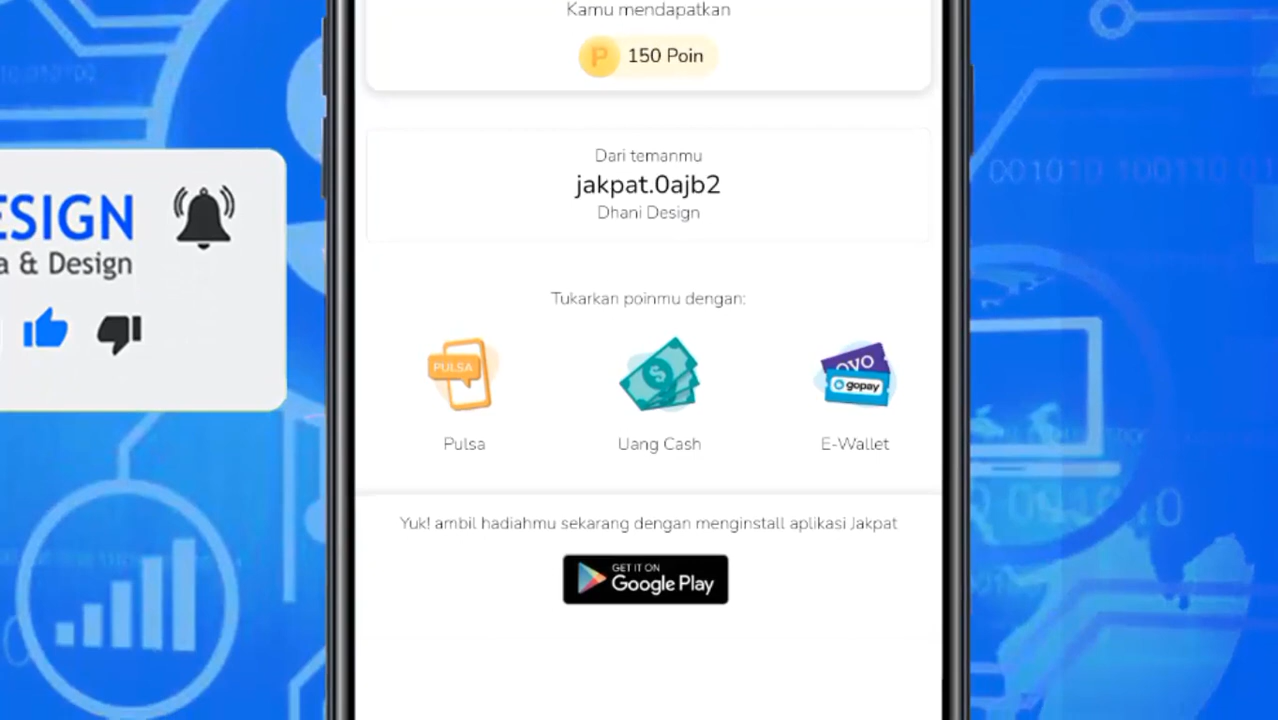 Kamu mendapatkan
P 150 Poin
Dari temanmu
jakpat.0ajb2
Dhani Design
ESIGN
a & Design
Tukarkan poinmu dengan:
PULSA
OVO
gopay
Pulsa
Uang Cash
E-Wallet
Yuk! ambil hadiahmu sekarang dengan menginstall aplikasi Jakpat
GET IT ON
Google Play